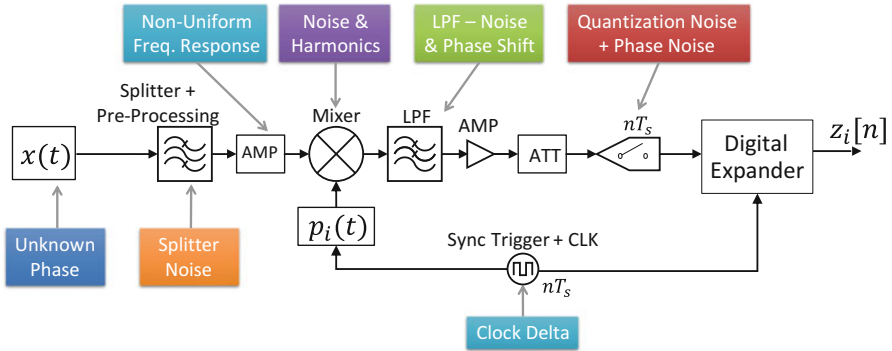 Non-Uniform
Freq. Response
Noise &
Harmonics
LPF – Noise
& Phase Shift
Quantization Noise
+ Phase Noise
Splitter +
Pre-Processing
Mixer
LPF
AMP
nT_s
x(t)
AMP
ATT
Digital
Expander
z_i[n]
p_i(t)
Sync Trigger + CLK
nT_s
Unknown
Phase
Splitter
Noise
Clock Delta